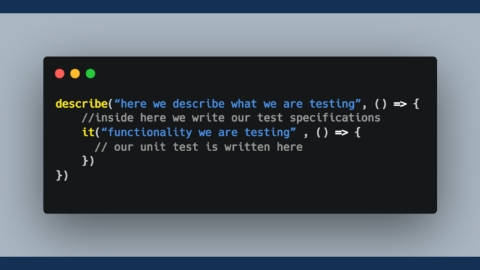 describe(“here we describe what we are testing”, () => {
//inside here we write our test specifications
it(“functionality we are testing” , () => {
// our unit test is written here
})
})